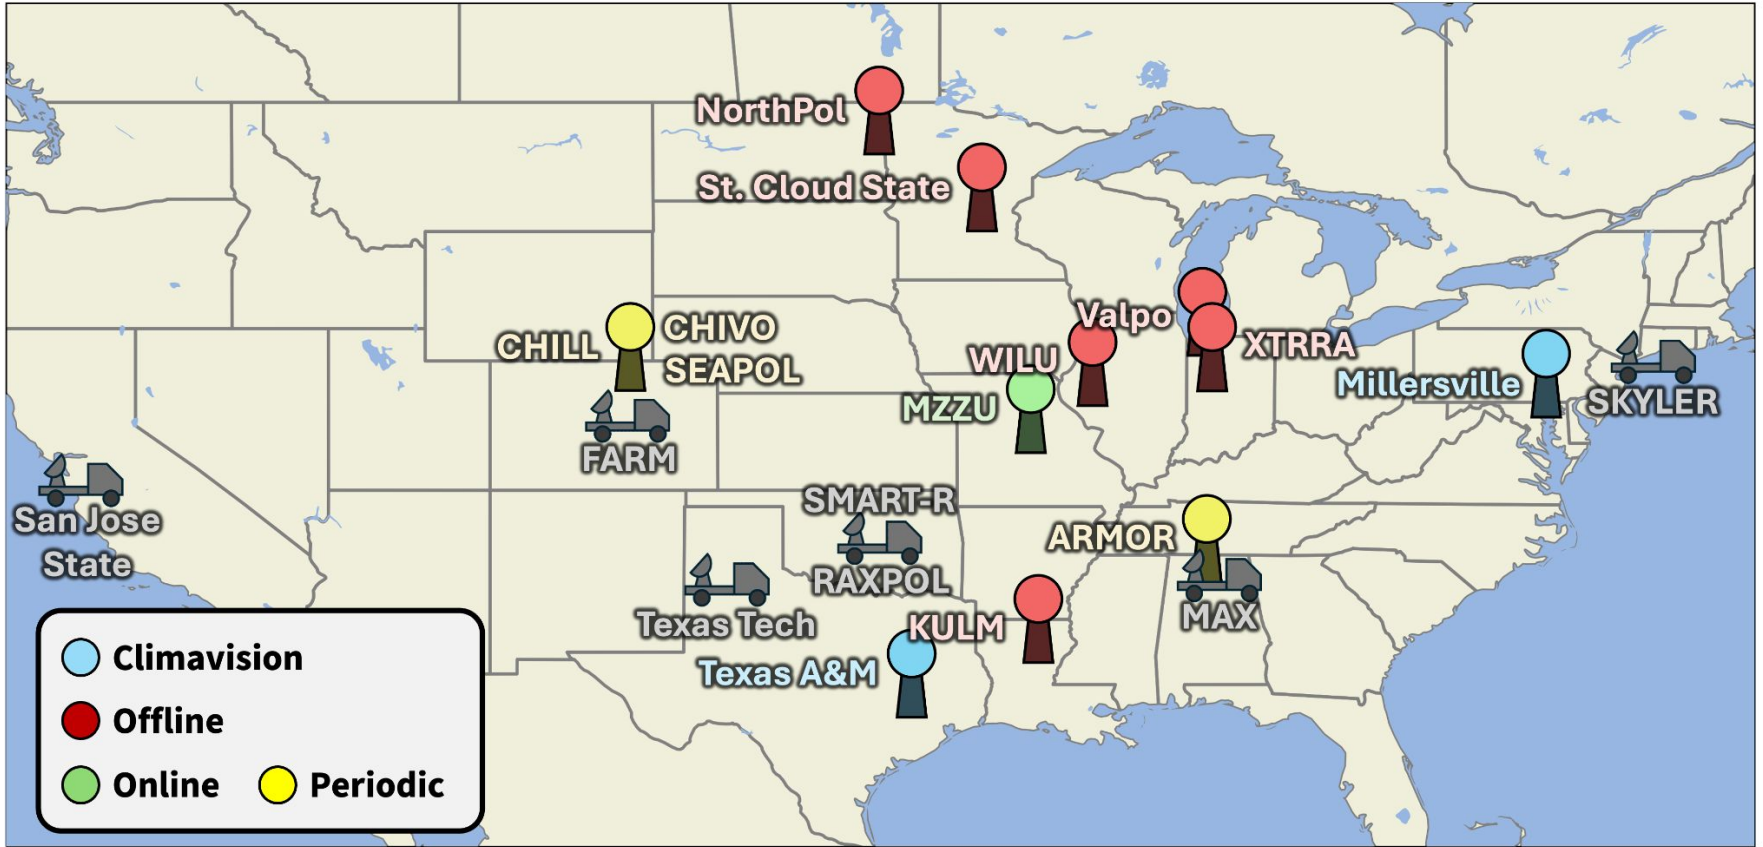 NorthPol
St. Cloud State
Valpo
CHIVO
CHILL
SEAPOL
XTRRA
WILU
Millersville
SKYLER
MZZU
FARM
SMART-R
San Jose
State
ARMOR
RAXPOL
MAX
Texas Tech
KULM
Texas A&M
Climavision
Offline
Online
Periodic